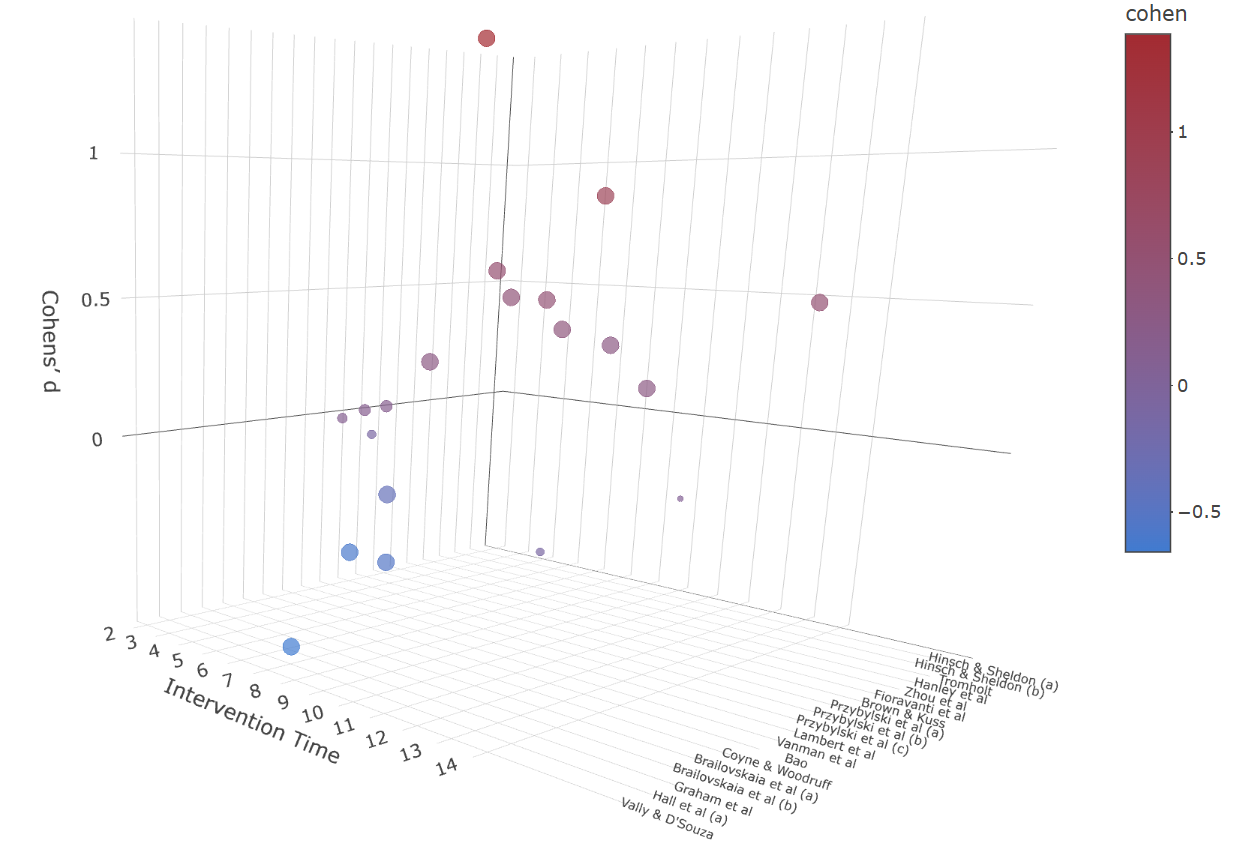 cohen
1
0.5
0
−0.5
1
0.5
0
Cohens’ d
2
3
4
5
6
7
8
9
10
11
12
13
14
Intervention Time
Hinsch & Sheldon (a)
Hinsch & Sheldon (b)
Tromholt
Hanley et al
Zhou et al
Fioravanti et al
Brown & Kuss
Przybylski et al (a)
Przybylski et al (b)
Przybylski et al (c)
Lambert et al
Vanman et al
Bao
Coyne & Woodruff
Brailovskaia et al (a)
Brailovskaia et al (b)
Graham et al
Hall et al (a)
Vally & D'Souza